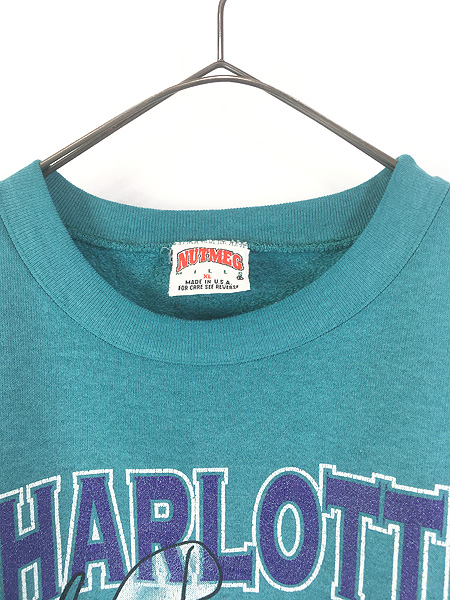 NUTMEG
XL
MADE IN U.S.A.
FOR CARE SEE REVERSE
HARLOTT